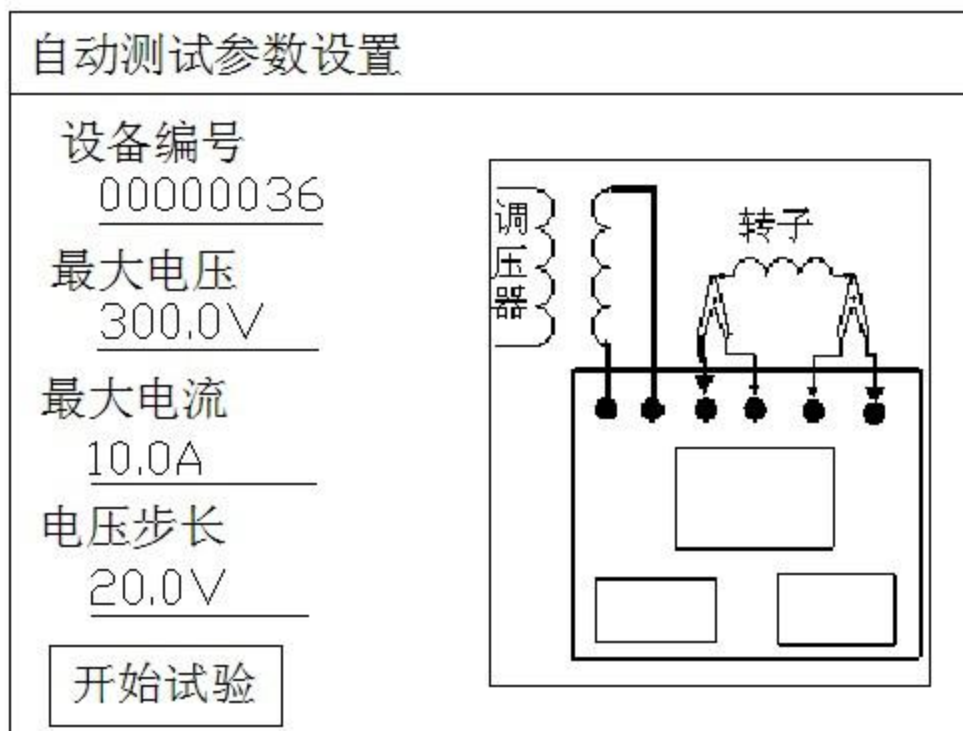 自动测试参数设置
设备编号
00000036
最大电压
300.0V
最大电流
10.0A
电压步长
20.0V
开始试验
调压器
转子